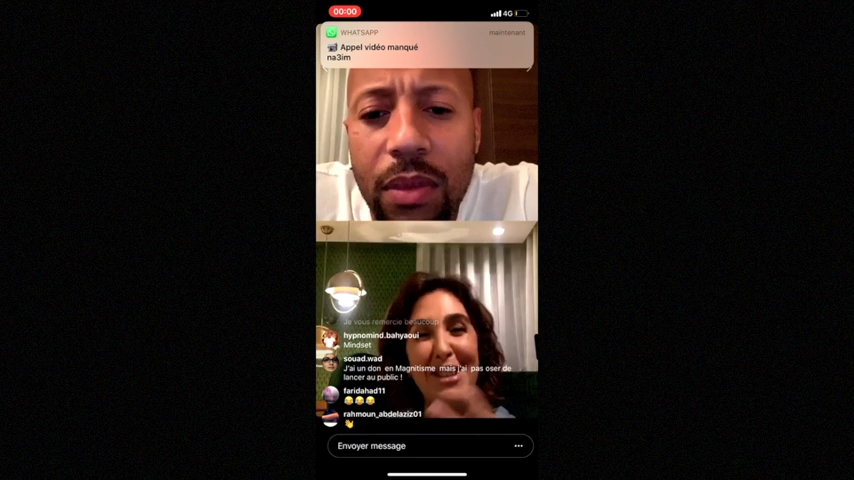 00:00
4G
WHATSAPP
maintenant
Appel vidéo manqué
na3im
Je vous remercie beaucoup
hypnomind.bahyaoui
Mindset
souad.wad
J'ai un don en Magnitisme mais j'ai pas oser de
lancer au public !
faridahad11
😂😂😂
rahmoun_abdelaziz01
👋
Envoyer message